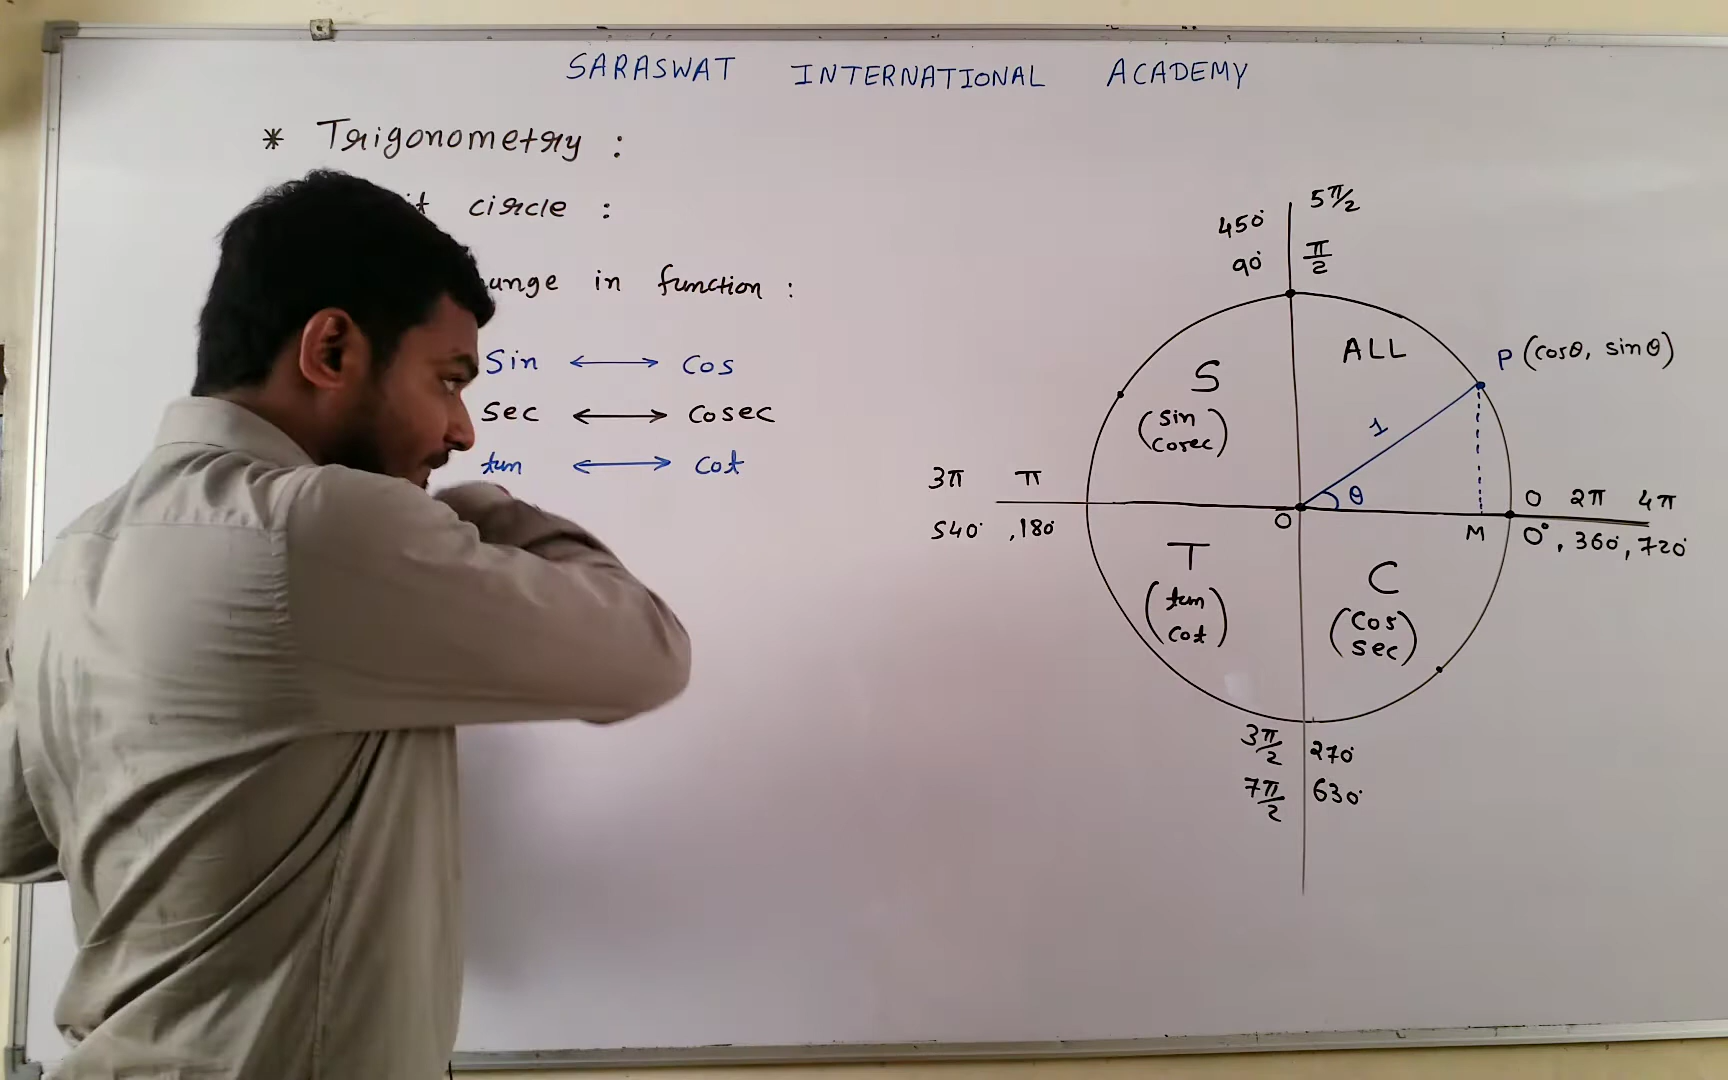 SARASWAT INTERNATIONAL ACADEMY
* Trigonometry :
it circle :
ange in function :
Sin ⟷ Cos
Sec ⟷ Cosec
tan ⟷ cot
450° 5π/2
90° π/2
ALL
P (cosθ, sinθ)
S
(sin
cosec)
1
θ
3π π
540°, 180°
O
M
0 2π 4π
0°, 360°, 720°
T
(tan
cot)
C
(cos
sec)
3π/2 270°
7π/2 630°